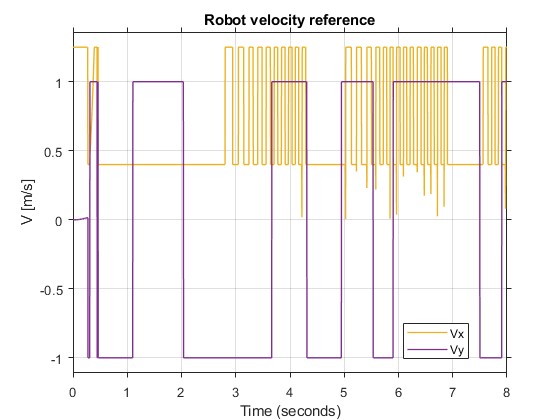 Robot velocity reference
1
0.5
0
-0.5
-1
V [m/s]
0 1 2 3 4 5 6 7 8
Time (seconds)
Vx
Vy